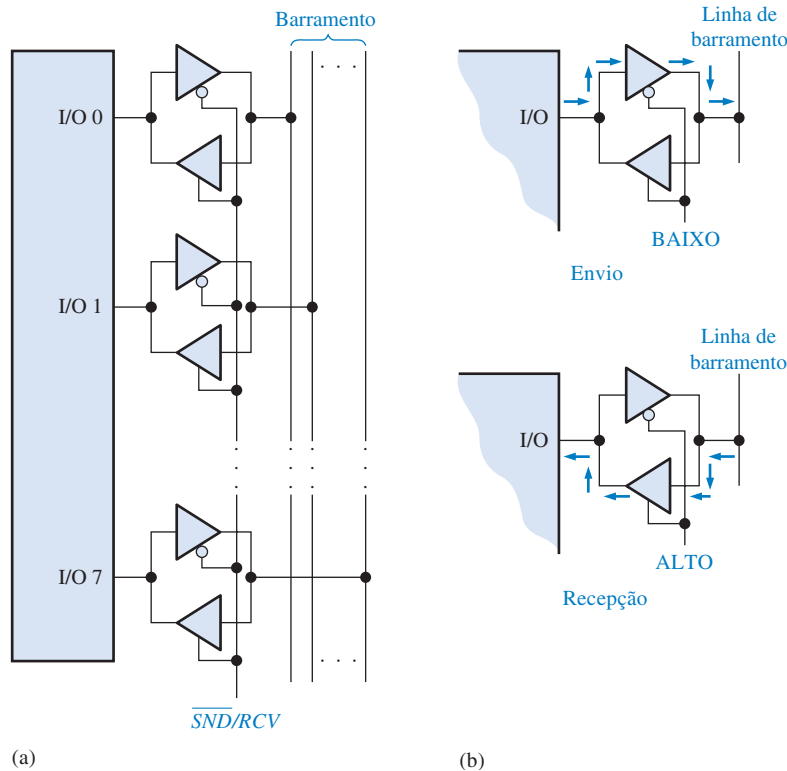 Barramento
I/O 0
I/O 1
I/O 7
SND/RCV
(a)
Linha de
barramento
I/O
BAIXO
Envio
Linha de
barramento
I/O
ALTO
Recepção
(b)